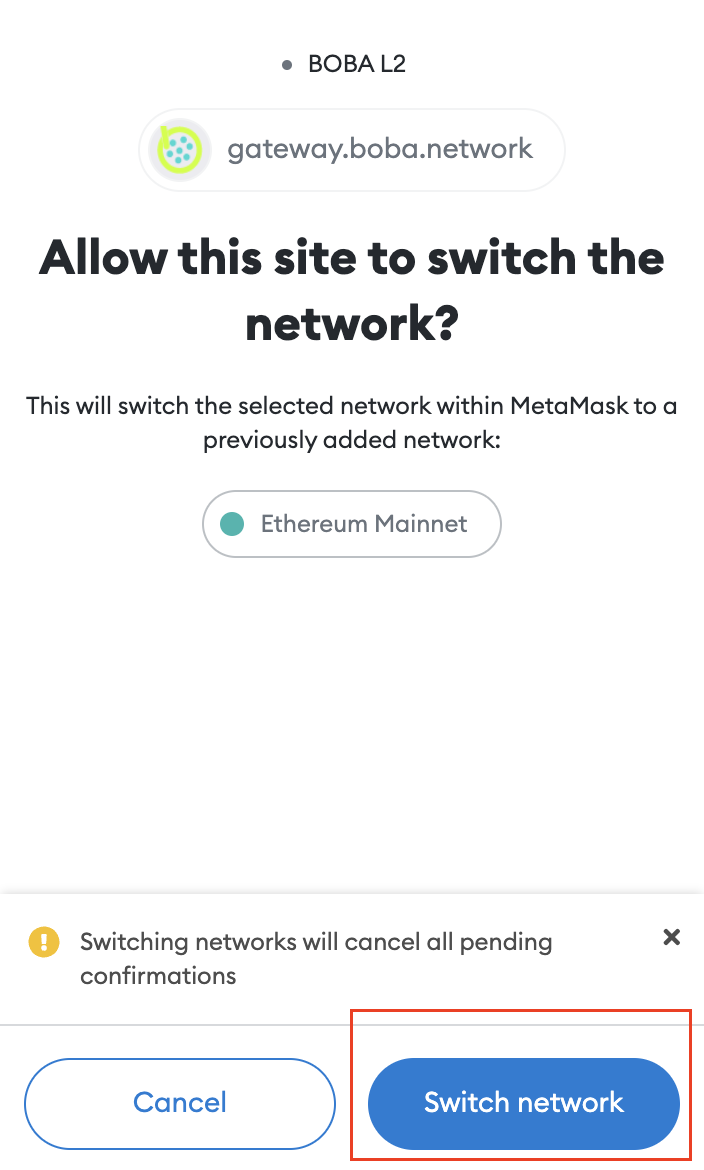 BOBA L2
gateway.boba.network
Allow this site to switch the
network?
This will switch the selected network within MetaMask to a
previously added network:
Ethereum Mainnet
Switching networks will cancel all pending
confirmations
Cancel
Switch network